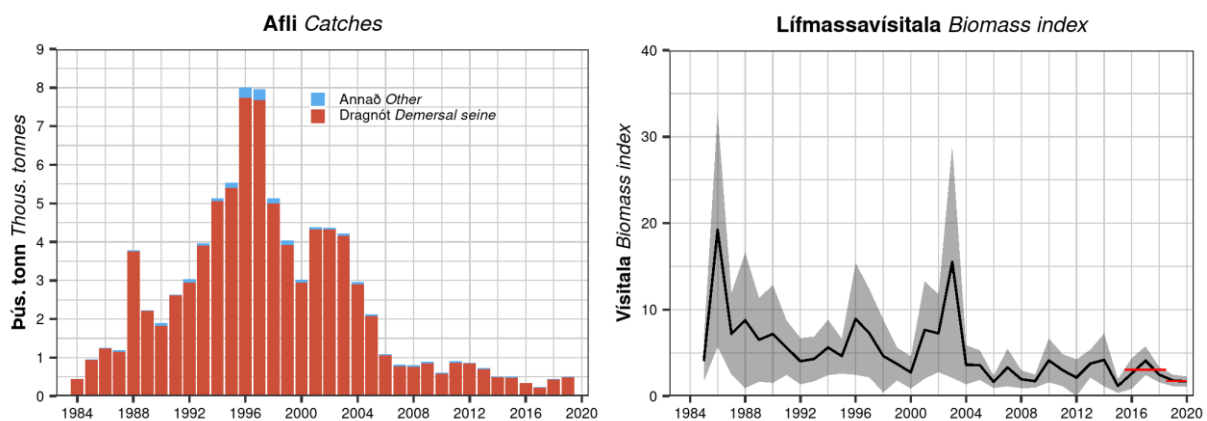 Afli Catches
Þús. tonn Thous. tonnes
9
8
7
6
5
4
3
2
1
0
Annað Other
Dragnót Demersal seine
1984 1988 1992 1996 2000 2004 2008 2012 2016 2020
Lífmassavísitala Biomass index
Vísitala Biomass index
40
30
20
10
0
1984 1988 1992 1996 2000 2004 2008 2012 2016 2020